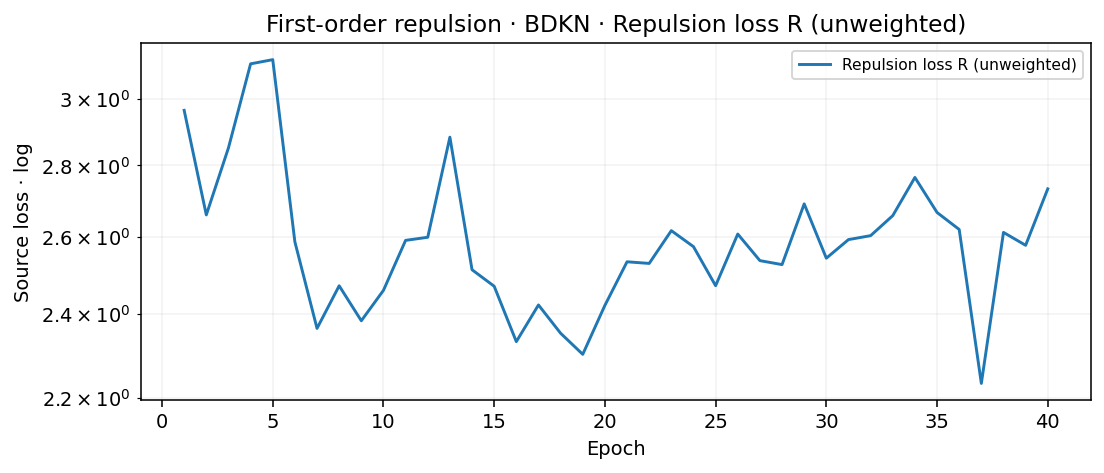 First-order repulsion · BDKN · Repulsion loss R (unweighted)
Repulsion loss R (unweighted)
Source loss · log
3 × 10⁰
2.8 × 10⁰
2.6 × 10⁰
2.4 × 10⁰
2.2 × 10⁰
0 5 10 15 20 25 30 35 40
Epoch